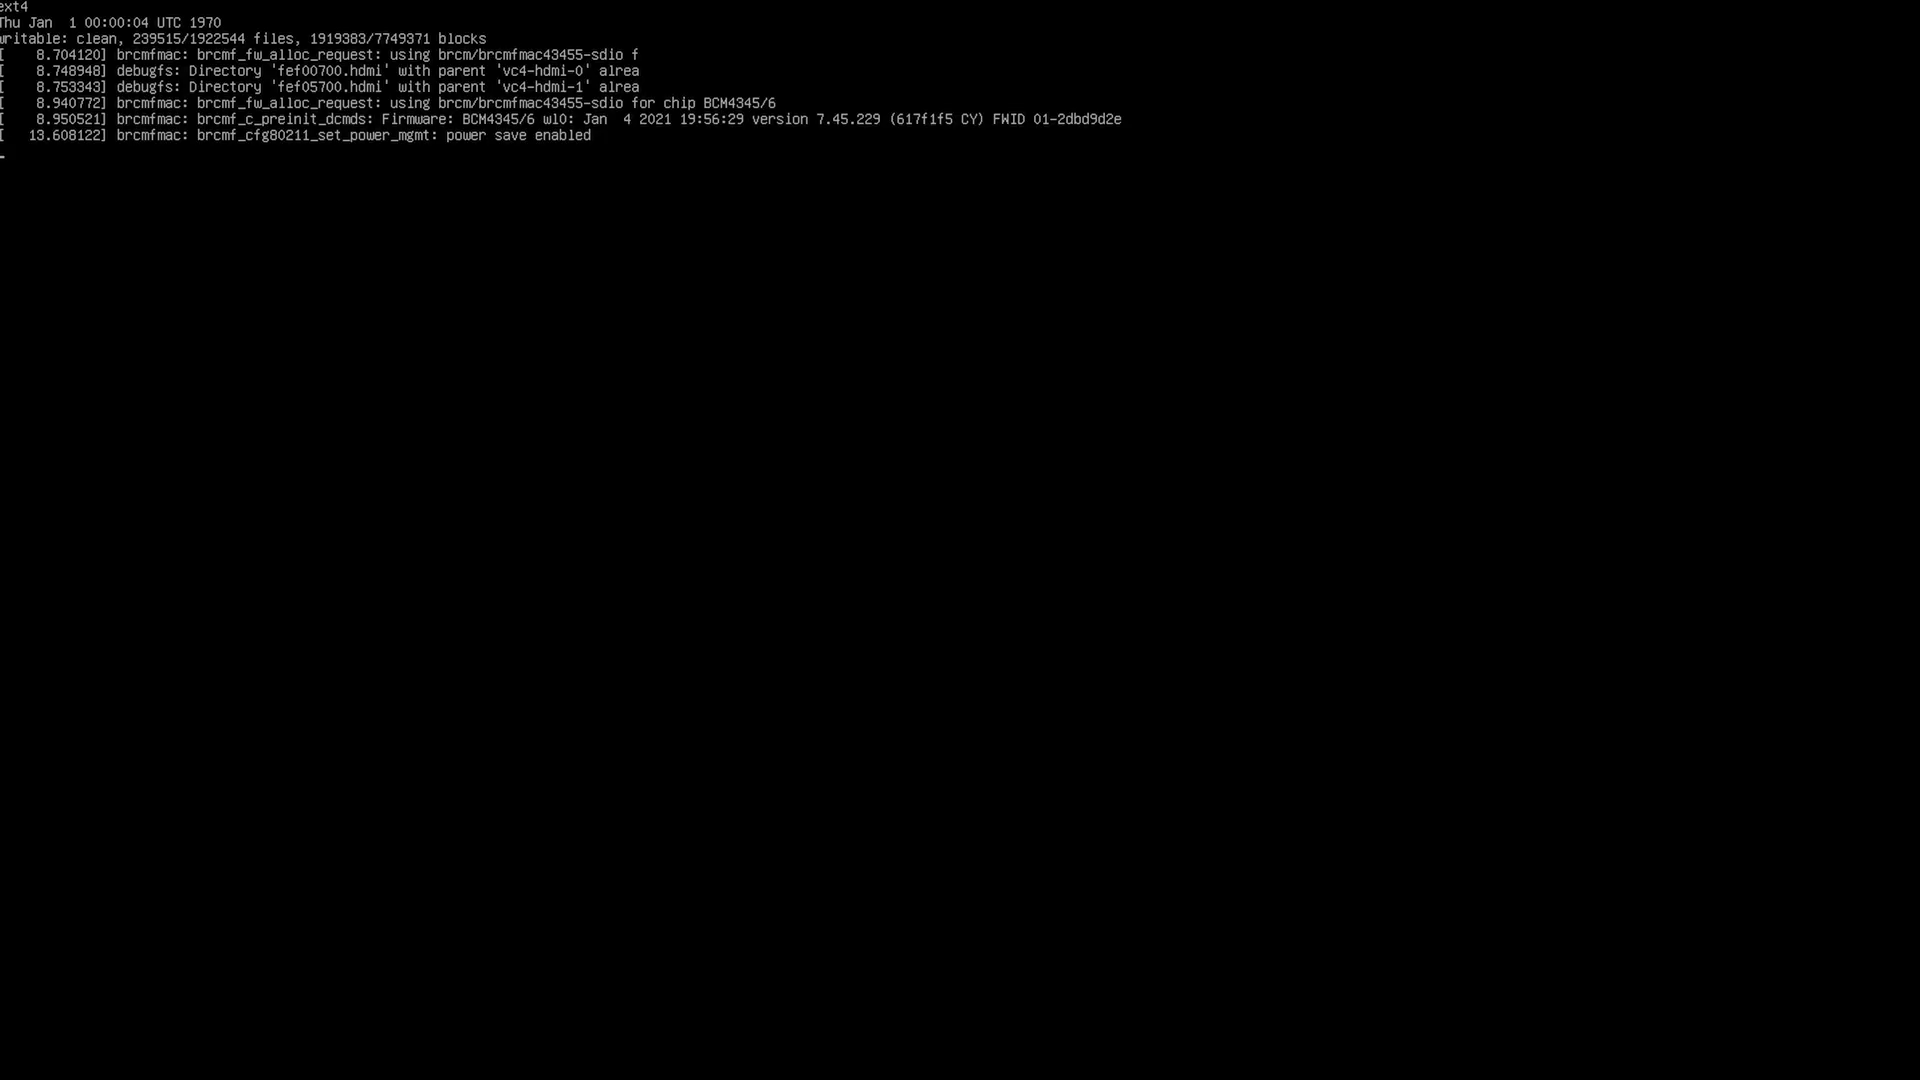 ext4
Thu Jan  1 00:00:04 UTC 1970
writable: clean, 239515/1922544 files, 1919383/7749371 blocks
[    8.704120] brcmfmac: brcmf_fw_alloc_request: using brcm/brcmfmac43455-sdio f
[    8.748948] debugfs: Directory 'fef00700.hdmi' with parent 'vc4-hdmi-0' alrea
[    8.753343] debugfs: Directory 'fef05700.hdmi' with parent 'vc4-hdmi-1' alrea
[    8.940772] brcmfmac: brcmf_fw_alloc_request: using brcm/brcmfmac43455-sdio for chip BCM4345/6
[    8.950521] brcmfmac: brcmf_c_preinit_dcmds: Firmware: BCM4345/6 wl0: Jan  4 2021 19:56:29 version 7.45.229 (617f1f5 CY) FWID 01-2dbd9d2e
[   13.608122] brcmfmac: brcmf_cfg80211_set_power_mgmt: power save enabled